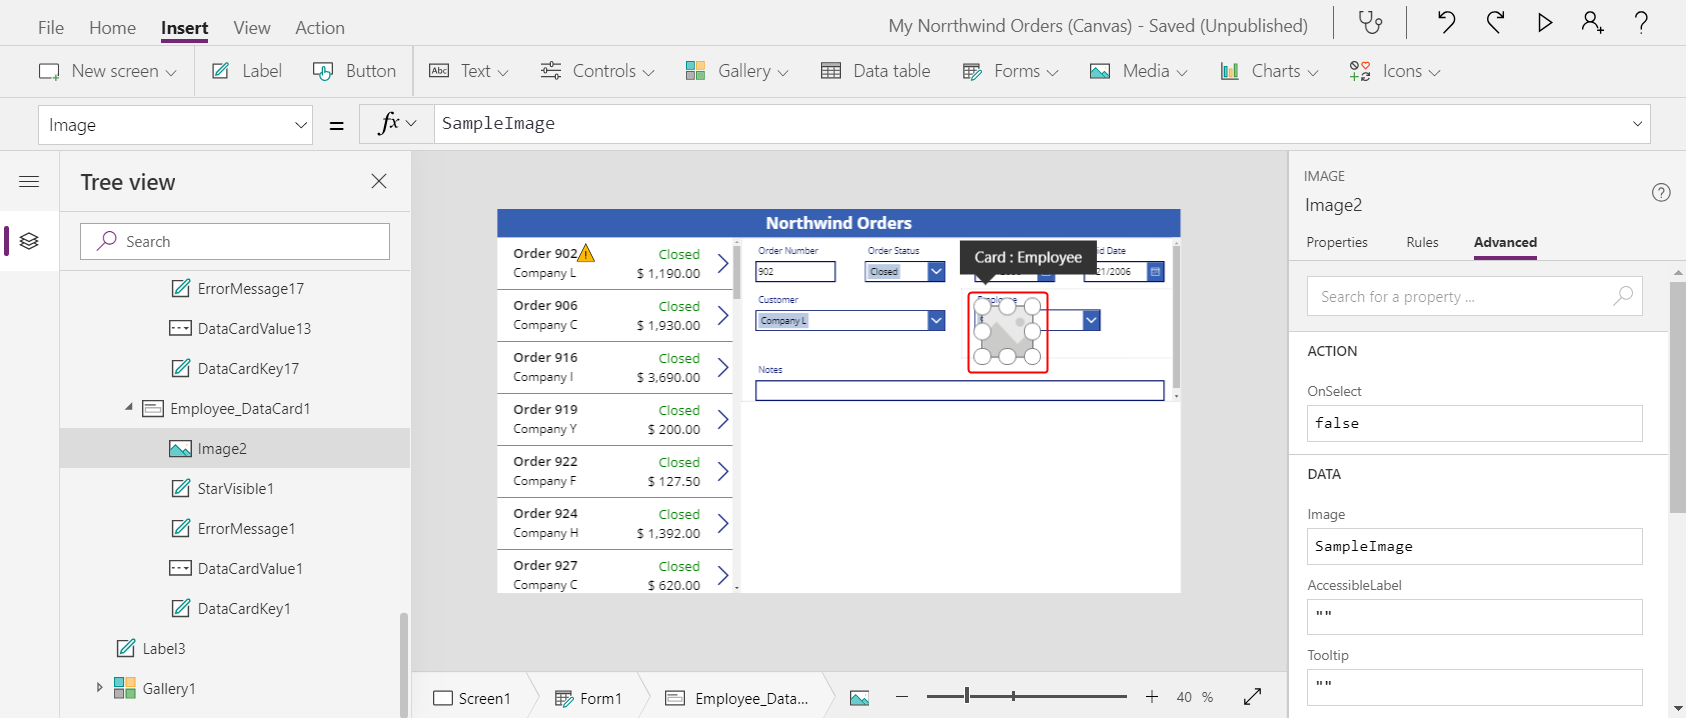 File Home Insert View Action
My Norrthwind Orders (Canvas) - Saved (Unpublished)
New screen Label Button Abc Text Controls Gallery Data table Forms Media Charts Icons
Image = fx SampleImage
Tree view
Search
ErrorMessage17
DataCardValue13
DataCardKey17
Employee_DataCard1
Image2
StarVisible1
ErrorMessage1
DataCardValue1
DataCardKey1
Label3
Gallery1
Northwind Orders
Order 902 Closed
Company L $ 1,190.00
Order 906 Closed
Company C $ 1,930.00
Order 916 Closed
Company I $ 3,690.00
Order 919 Closed
Company Y $ 200.00
Order 922 Closed
Company F $ 127.50
Order 924 Closed
Company H $ 1,392.00
Order 927 Closed
Company C $ 620.00
Order Number Order Status Date
902 Closed 21/2006
Card : Employee
Customer
Company L
Notes
Screen1 Form1 Employee_Data... 40 %
IMAGE
Image2
Properties Rules Advanced
Search for a property ...
ACTION
OnSelect
false
DATA
Image
SampleImage
AccessibleLabel
""
Tooltip
""